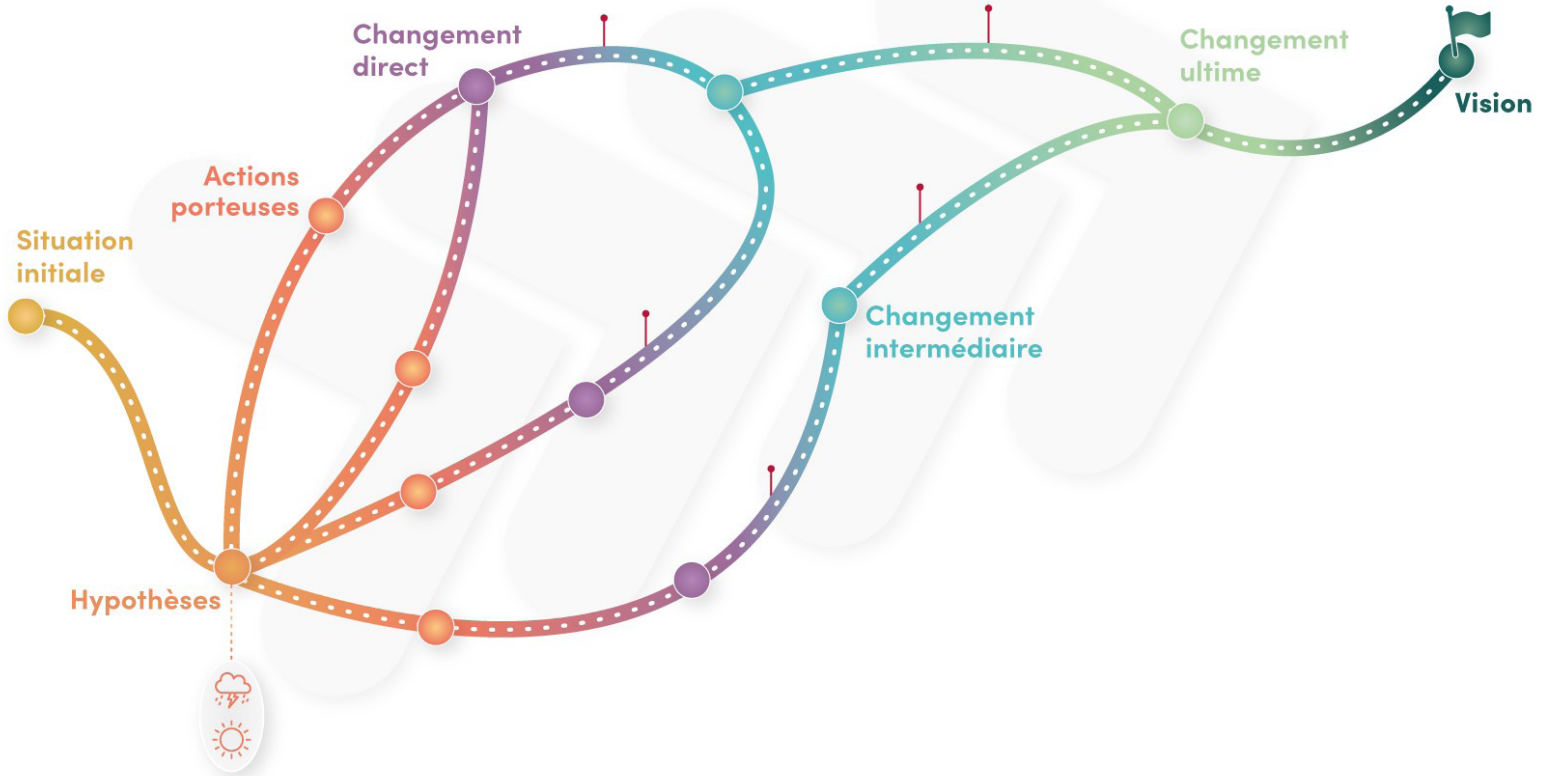 Changement
direct
Changement
ultime
Vision
Actions
porteuses
Situation
initiale
Changement
intermédiaire
Hypothèses